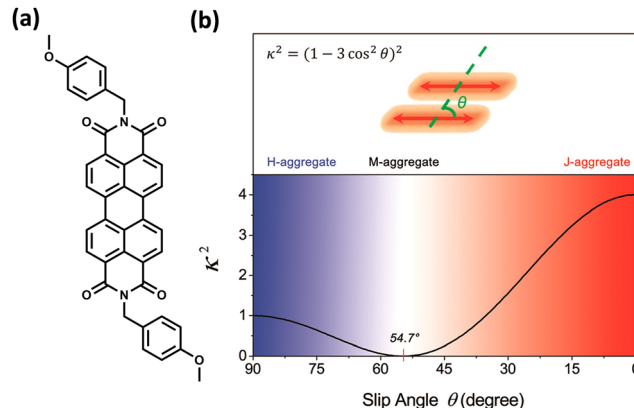 (a)
(b)
O
N
O
O
O
O
N
O
κ² = (1 − 3 cos² θ)²
θ
H-aggregate M-aggregate J-aggregate
4
3
2
1
0
κ²
54.7°
90 75 60 45 30 15 0
Slip Angle θ (degree)